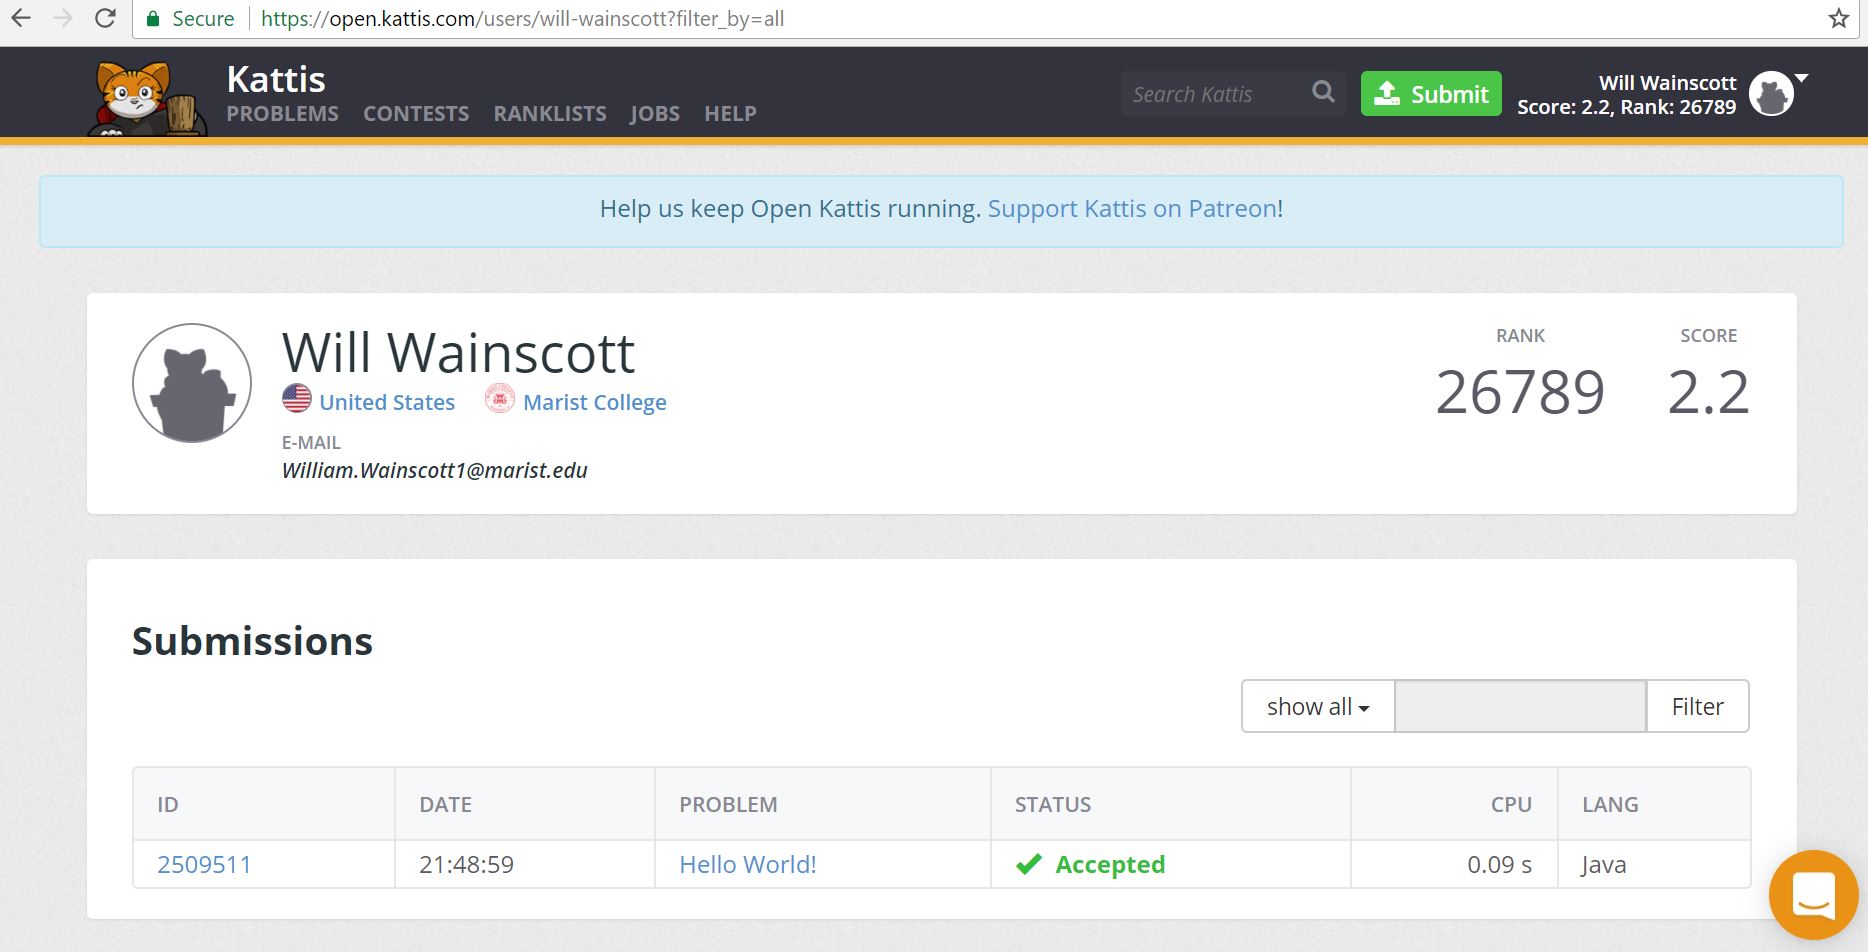 Secure https://open.kattis.com/users/will-wainscott?filter_by=all
Kattis
PROBLEMS CONTESTS RANKLISTS JOBS HELP
Search Kattis
Submit
Will Wainscott
Score: 2.2, Rank: 26789
Help us keep Open Kattis running. Support Kattis on Patreon!
Will Wainscott
United States Marist College
E-MAIL
William.Wainscott1@marist.edu
RANK SCORE
26789 2.2
Submissions
show all Filter
ID DATE PROBLEM STATUS CPU LANG
2509511 21:48:59 Hello World! Accepted 0.09 s Java